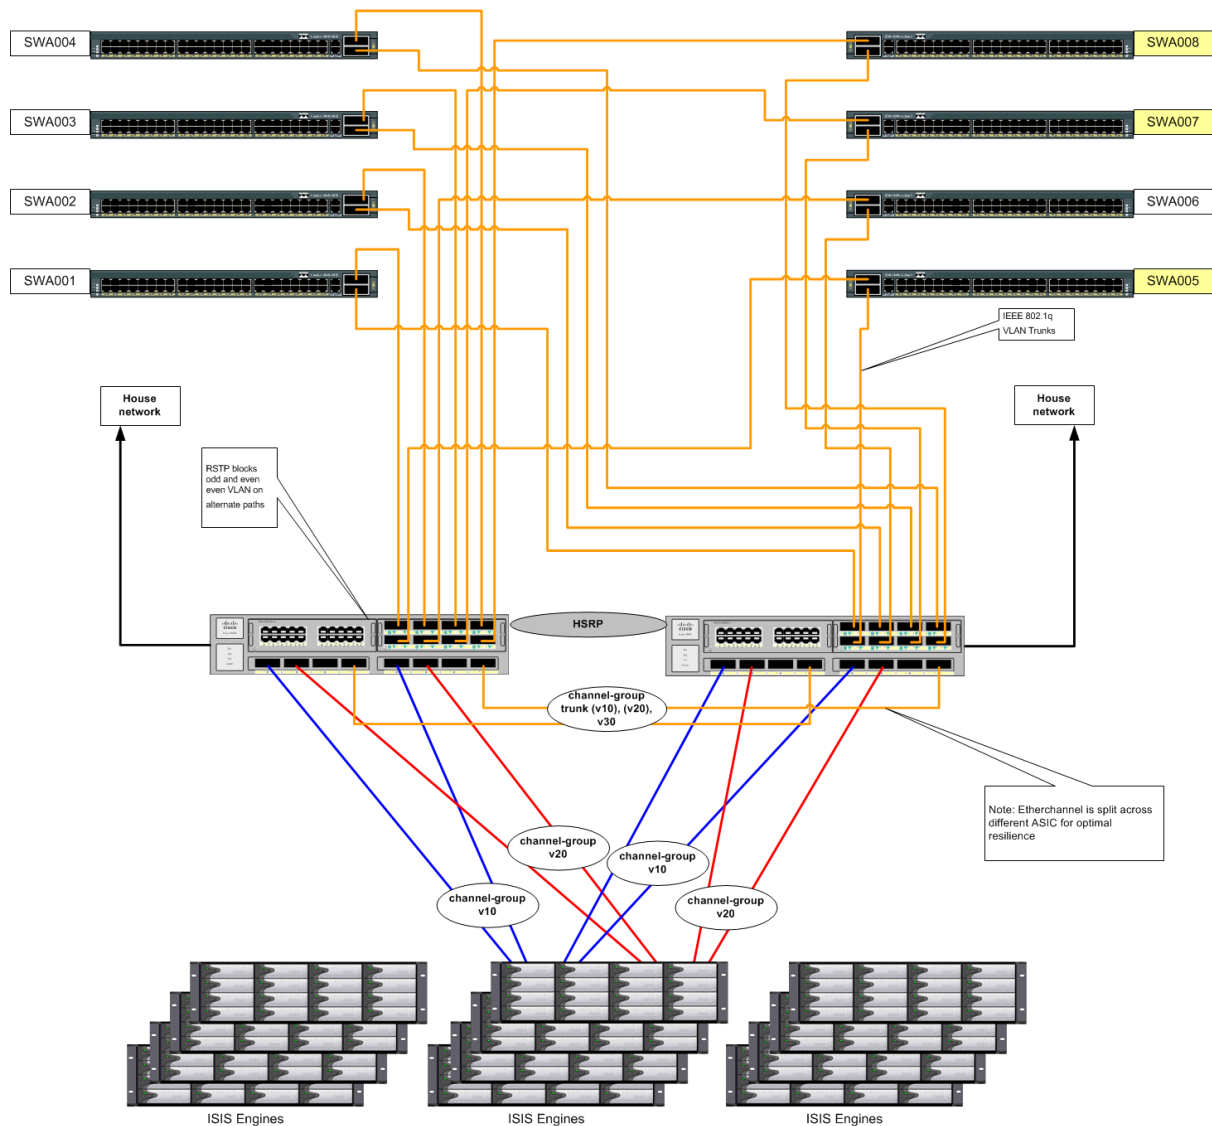 SWA004
SWA008
SWA003
SWA007
SWA002
SWA006
SWA001
SWA005
IEEE 802.1q
VLAN Trunks
House
network
House
network
RSTP blocks
odd and even
even VLAN on
alternate paths
HSRP
CISCO
CISCO
channel-group
trunk (v10), (v20),
v30
Note: Etherchannel is split across
different ASIC for optimal
resilience
channel-group
v20
channel-group
v10
channel-group
v10
channel-group
v20
ISIS Engines
ISIS Engines
ISIS Engines